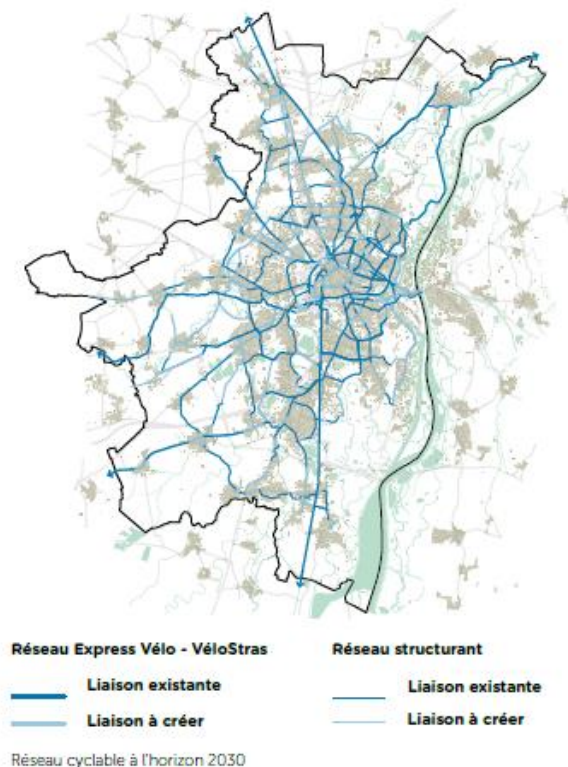 Réseau Express Vélo - VéloStras
Liaison existante
Liaison à créer
Réseau structurant
Liaison existante
Liaison à créer
Réseau cyclable à l'horizon 2030